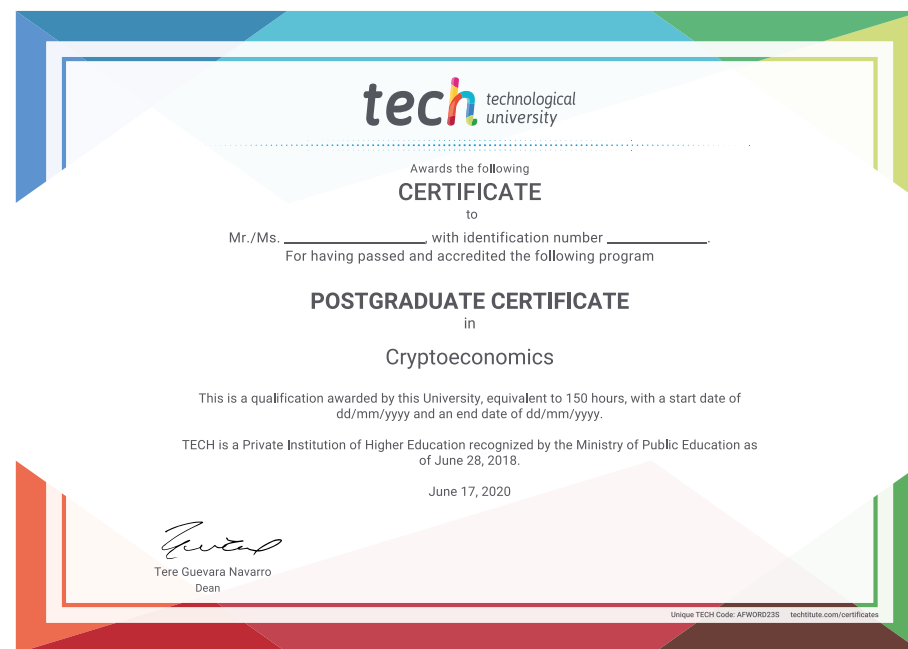 tech technological
university
Awards the following
CERTIFICATE
to
Mr./Ms. ____________, with identification number ____________.
For having passed and accredited the following program
POSTGRADUATE CERTIFICATE
in
Cryptoeconomics
This is a qualification awarded by this University, equivalent to 150 hours, with a start date of
dd/mm/yyyy and an end date of dd/mm/yyyy.
TECH is a Private Institution of Higher Education recognized by the Ministry of Public Education as
of June 28, 2018.
June 17, 2020
Tere Guevara Navarro
Dean
Unique TECH Code: AFWORD23S techtitute.com/certificates